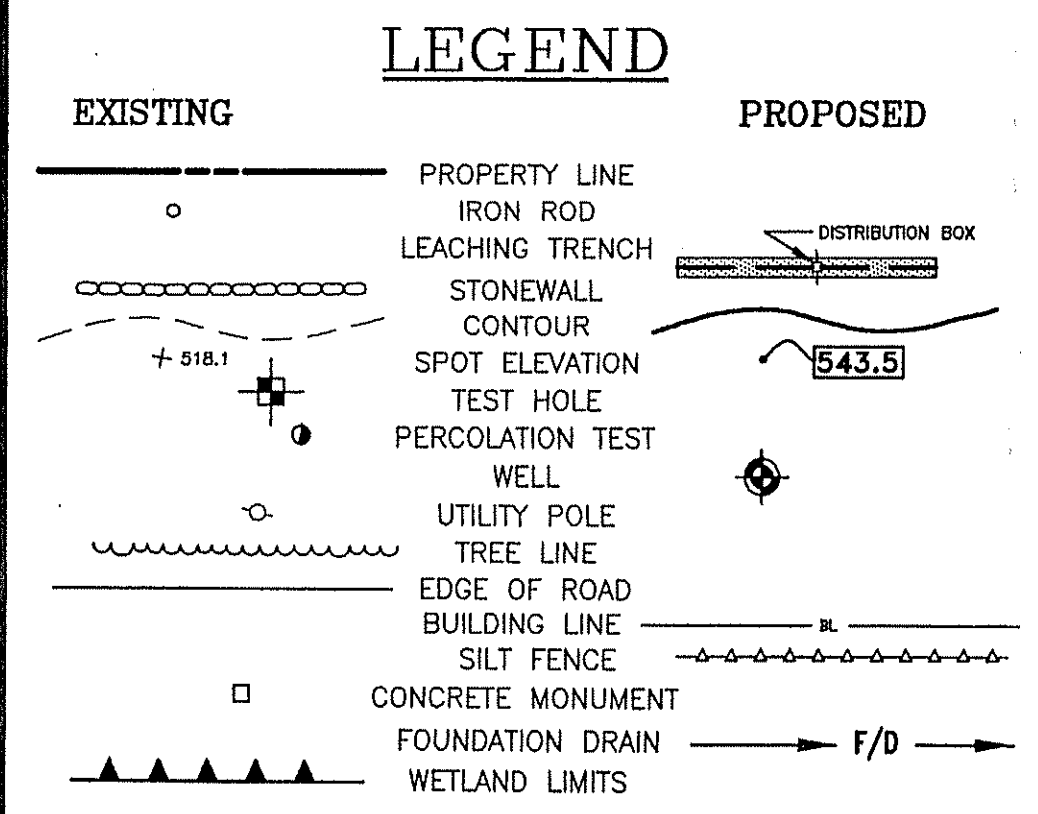 LEGEND
EXISTING
PROPOSED
PROPERTY LINE
IRON ROD
LEACHING TRENCH
DISTRIBUTION BOX
STONEWALL
CONTOUR
518.1
SPOT ELEVATION
543.5
TEST HOLE
PERCOLATION TEST
WELL
UTILITY POLE
TREE LINE
EDGE OF ROAD
BUILDING LINE
BL
SILT FENCE
CONCRETE MONUMENT
FOUNDATION DRAIN
F/D
WETLAND LIMITS